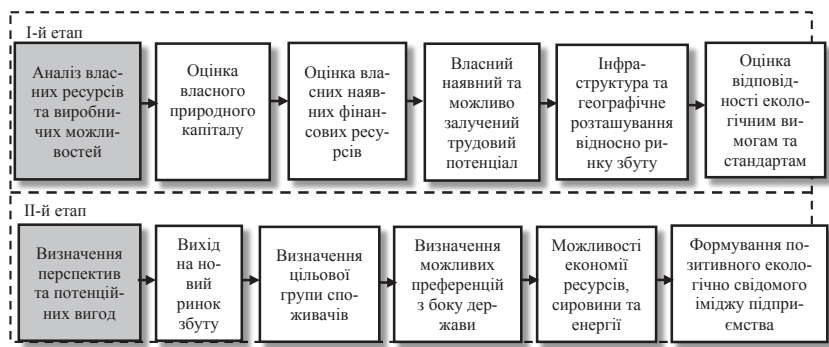 I-й етап
Аналіз влас-
них ресурсів
та виробни-
чих можли-
востей
Оцінка
власного
природного
капіталу
Оцінка влас-
них наяв-
них фінан-
сових ресу-
рсів
Власний
наявний та
можливо
залучений
трудовий
потенціал
Інфра-
структура та
географічне
розташування
відносно ри-
нку збуту
Оцінка
відповід-
ності еколо-
гічним ви-
могам та
стандартам
II-й етап
Визначення
перспектив
та потенцій-
них вигод
Вихід
на но-
вий
ринок
збуту
Визначення
цільової
групи спо-
живачів
Визначення
можливих
преференцій
з боку дер-
жави
Можливості
економії
ресурсів,
сировини та
енергії
Формування по-
зитивного еколо-
гічно свідомого
іміджу підпри-
ємства